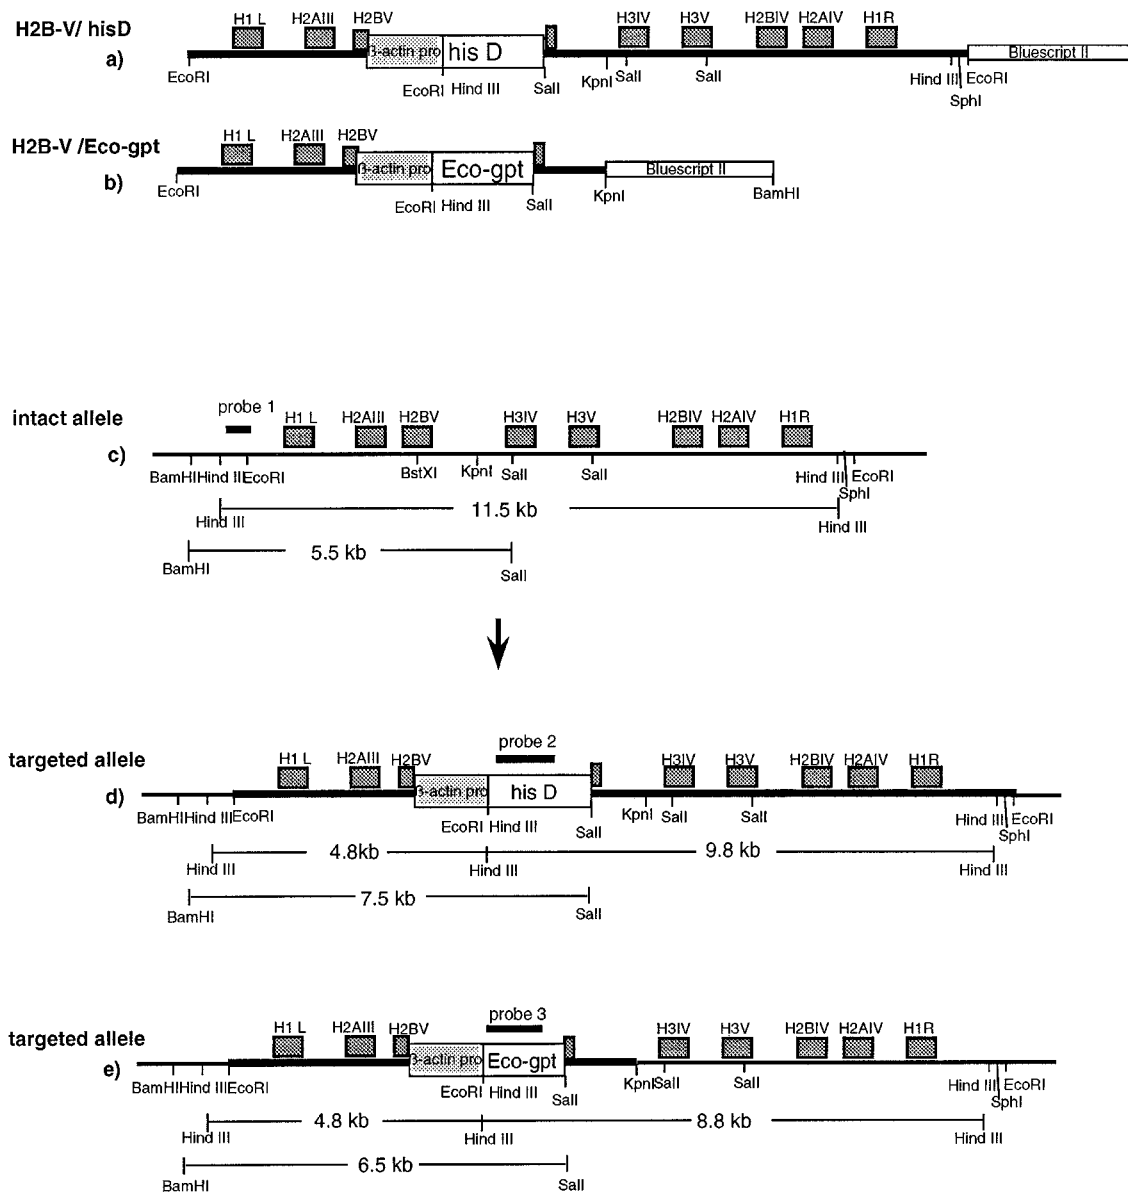 H1 L H2AIII H2BV H3IV H3V H2BIV H2AIV H1R
H2B-V/ hisD
a)
ß-actin pro his D Bluescript II
EcoRI EcoRI Hind III SalI KpnI SalI SalI Hind III SphI EcoRI
H1 L H2AIII H2BV
H2B-V /Eco-gpt
b)
ß-actin pro Eco-gpt Bluescript II
EcoRI EcoRI Hind III SalI KpnI BamHI
probe 1
intact allele
H1 L H2AIII H2BV H3IV H3V H2BIV H2AIV H1R
c)
BamHI Hind III EcoRI BstXI KpnI SalI SalI Hind III SphI EcoRI
11.5 kb
Hind III Hind III
5.5 kb
BamHI SalI
probe 2
targeted allele
H1 L H2AIII H2BV H3IV H3V H2BIV H2AIV H1R
d)
ß-actin pro his D
BamHI Hind III EcoRI EcoRI Hind III SalI KpnI SalI SalI Hind III SphI EcoRI
4.8kb 9.8 kb
Hind III Hind III Hind III
7.5 kb
BamHI SalI
probe 3
targeted allele
H1 L H2AIII H2BV H3IV H3V H2BIV H2AIV H1R
e)
ß-actin pro Eco-gpt
BamHI Hind III EcoRI EcoRI Hind III SalI KpnI SalI SalI Hind III SphI EcoRI
4.8 kb 8.8 kb
Hind III Hind III Hind III
6.5 kb
BamHI SalI